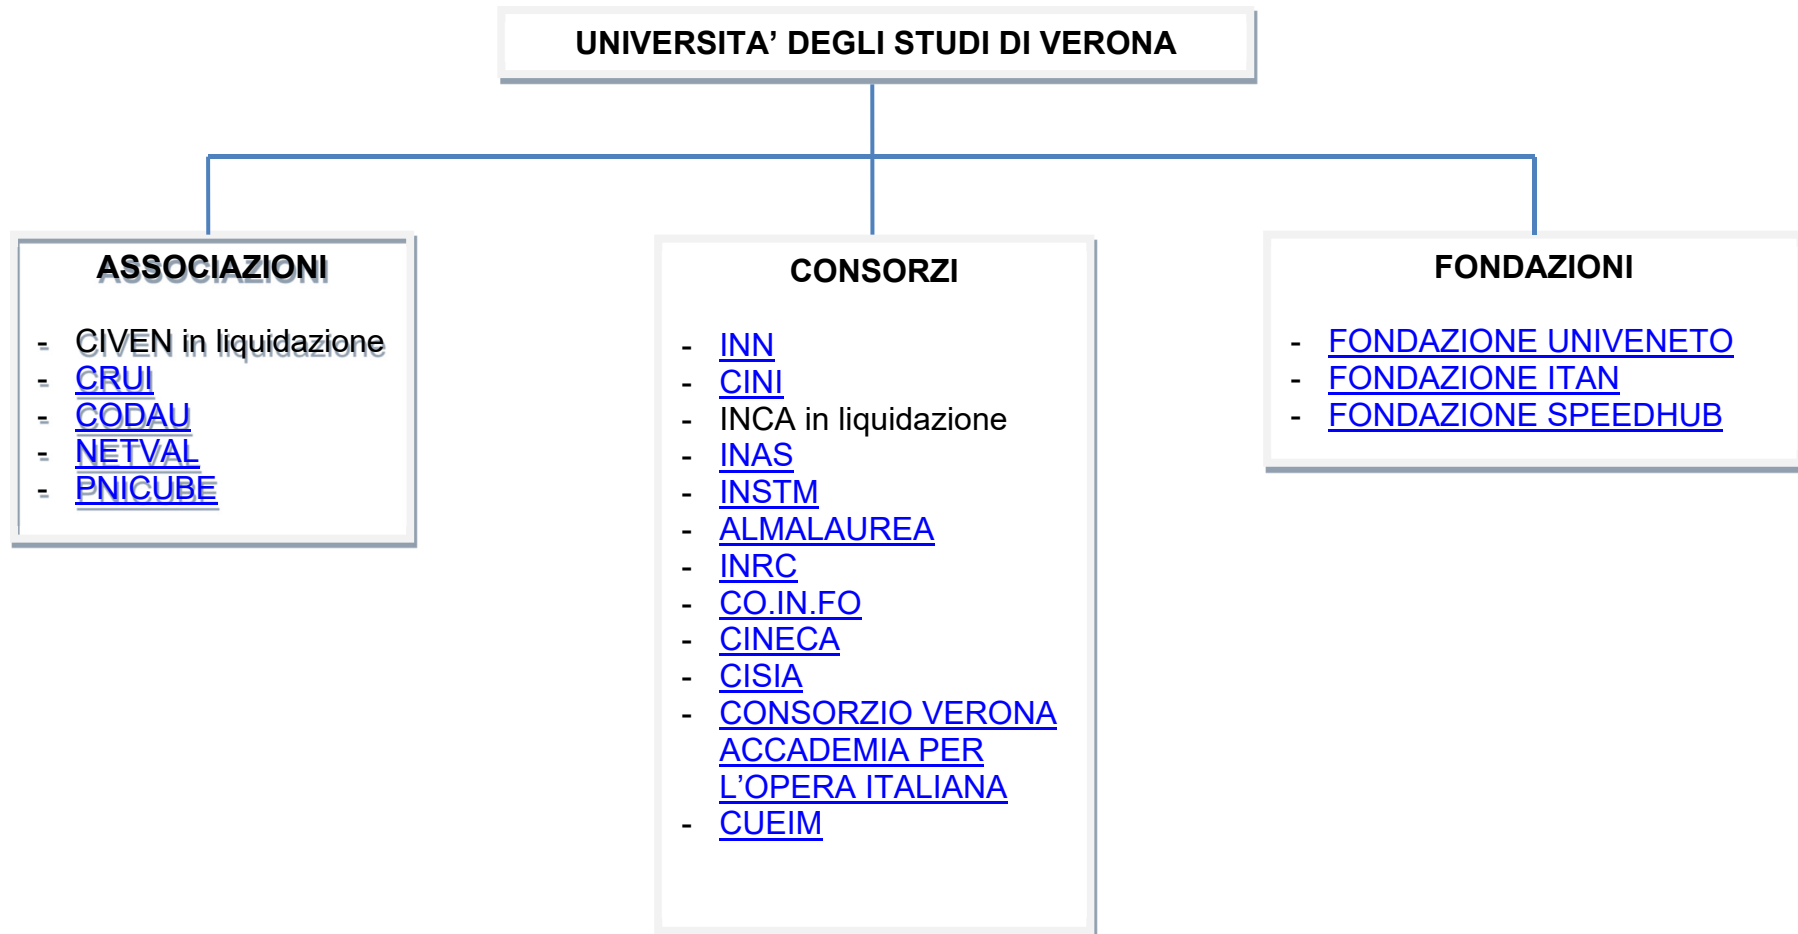 UNIVERSITA’ DEGLI STUDI DI VERONA
ASSOCIAZIONI
- CIVEN in liquidazione
- CRUI
- CODAU
- NETVAL
- PNICUBE
CONSORZI
- INN
- CINI
- INCA in liquidazione
- INAS
- INSTM
- ALMALAUREA
- INRC
- CO.IN.FO
- CINECA
- CISIA
- CONSORZIO VERONA
ACCADEMIA PER
L’OPERA ITALIANA
- CUEIM
FONDAZIONI
- FONDAZIONE UNIVENETO
- FONDAZIONE ITAN
- FONDAZIONE SPEEDHUB